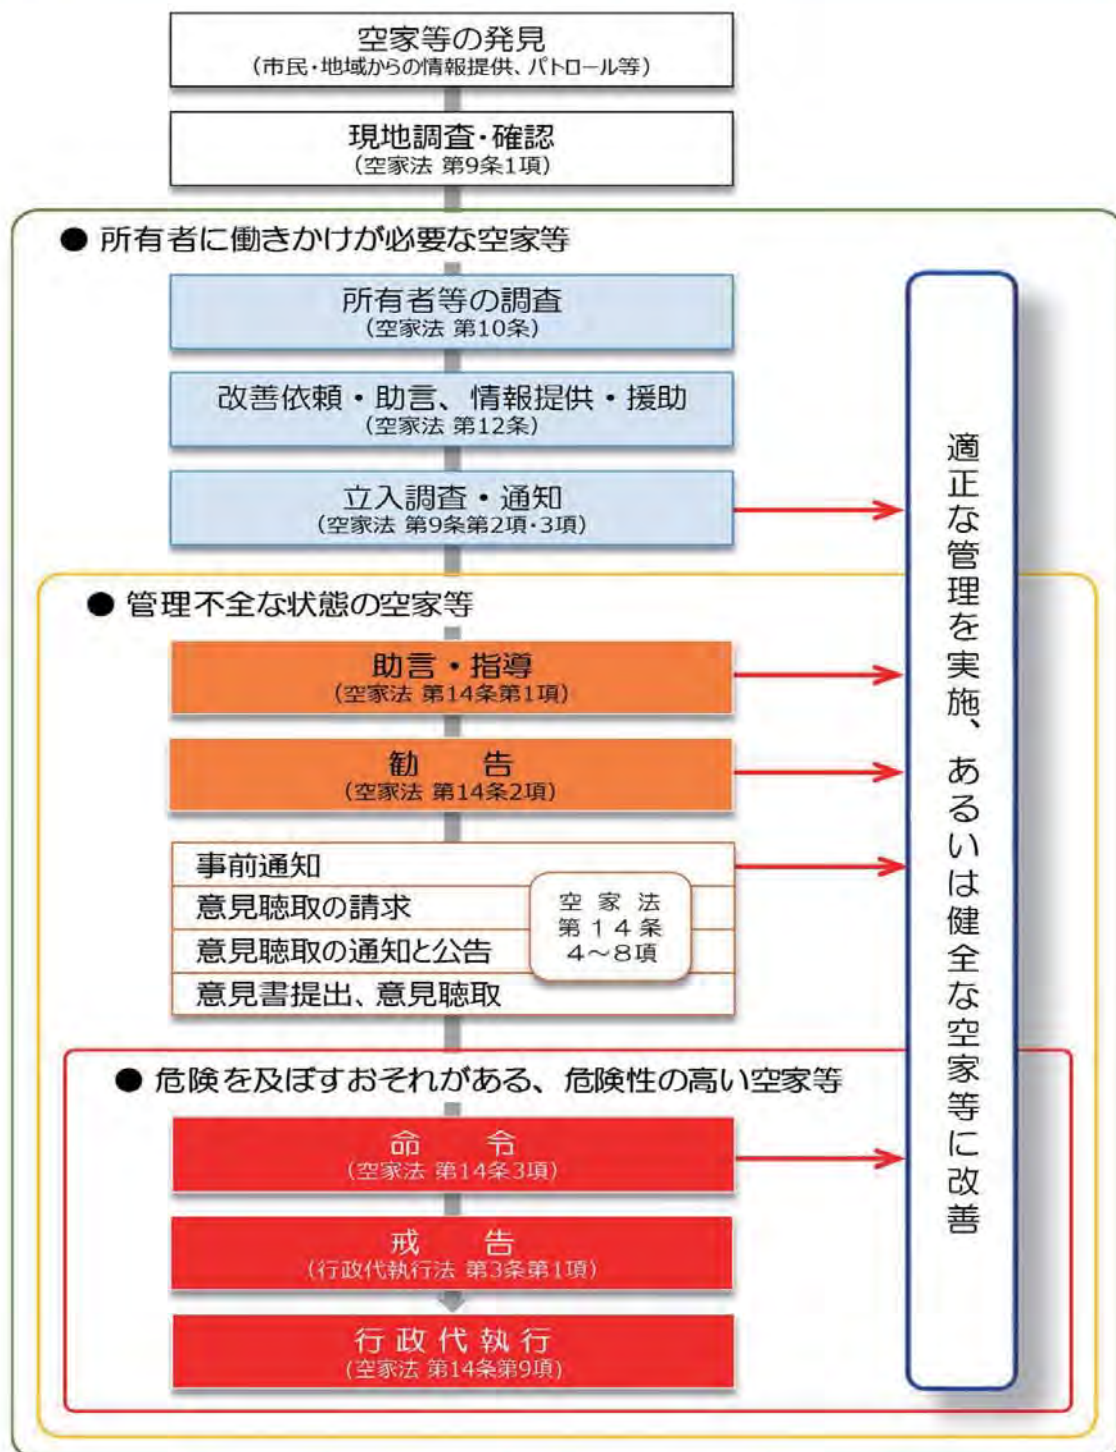 空家等の発見
（市民・地域からの情報提供、パトロール等）
現地調査・確認
（空家法 第9条1項）
● 所有者に働きかけが必要な空家等
所有者等の調査
（空家法 第10条）
改善依頼・助言、情報提供・援助
（空家法 第12条）
立入調査・通知
（空家法 第9条第2項・3項）
● 管理不全な状態の空家等
助言・指導
（空家法 第14条第1項）
勧　告
（空家法 第14条2項）
事前通知
意見聴取の請求
意見聴取の通知と公告
意見書提出、意見聴取
空 家 法
第 1 4 条
4～8項
● 危険を及ぼすおそれがある、危険性の高い空家等
命　令
（空家法 第14条3項）
戒　告
（行政代執行法 第3条第1項）
行政代執行
（空家法 第14条第9項）
適正な管理を実施、あるいは健全な空家等に改善